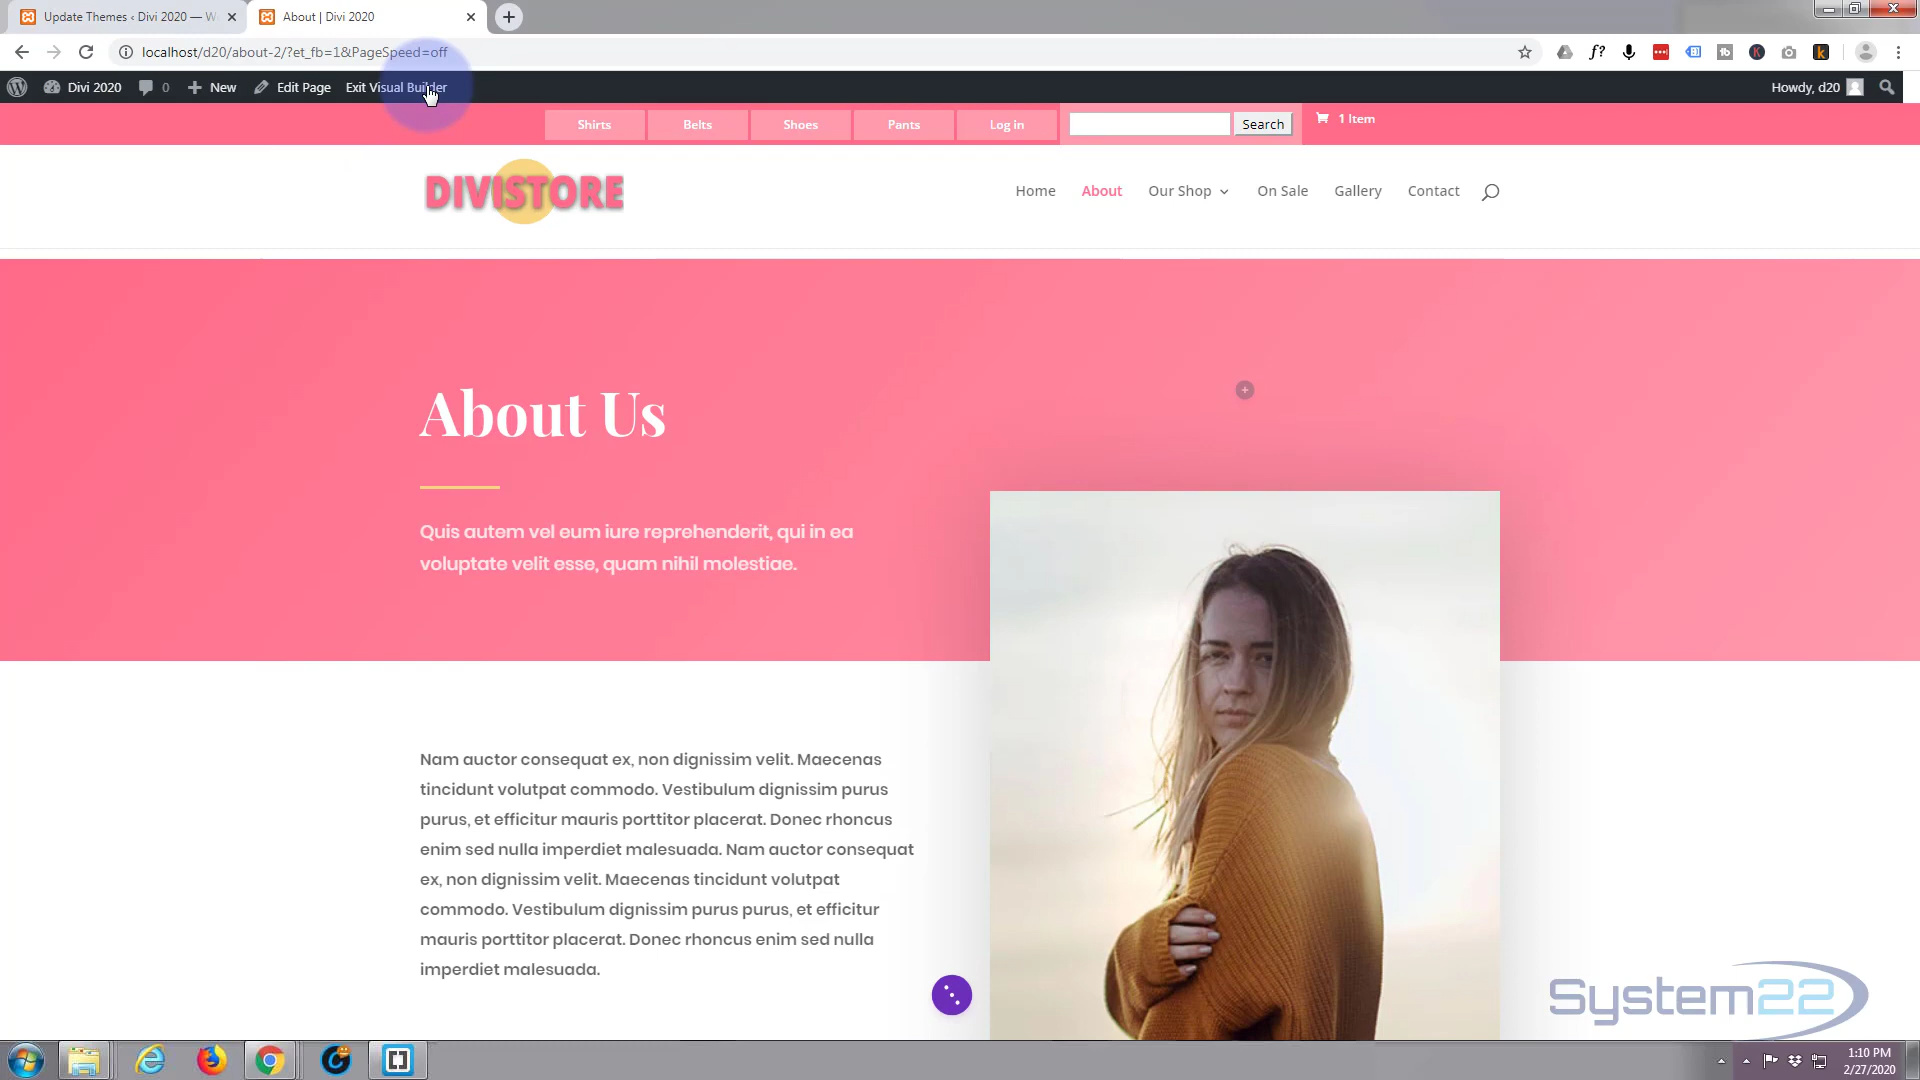 Update Themes ‹ Divi 2020 — W
About | Divi 2020
localhost/d20/about-2/?et_fb=1&PageSpeed=off
Divi 2020
0
New
Edit Page
Exit Visual Builder
Howdy, d20
Shirts
Belts
Shoes
Pants
Log in
Search
1 Item
DIVISTORE
Home
About
Our Shop
On Sale
Gallery
Contact
About Us
Quis autem vel eum iure reprehenderit, qui in ea
voluptate velit esse, quam nihil molestiae.
Nam auctor consequat ex, non dignissim velit. Maecenas
tincidunt volutpat commodo. Vestibulum dignissim purus
purus, et efficitur mauris porttitor placerat. Donec rhoncus
enim sed nulla imperdiet malesuada. Nam auctor consequat
ex, non dignissim velit. Maecenas tincidunt volutpat
commodo. Vestibulum dignissim purus purus, et efficitur
mauris porttitor placerat. Donec rhoncus enim sed nulla
imperdiet malesuada.
System22
1:10 PM
2/27/2020